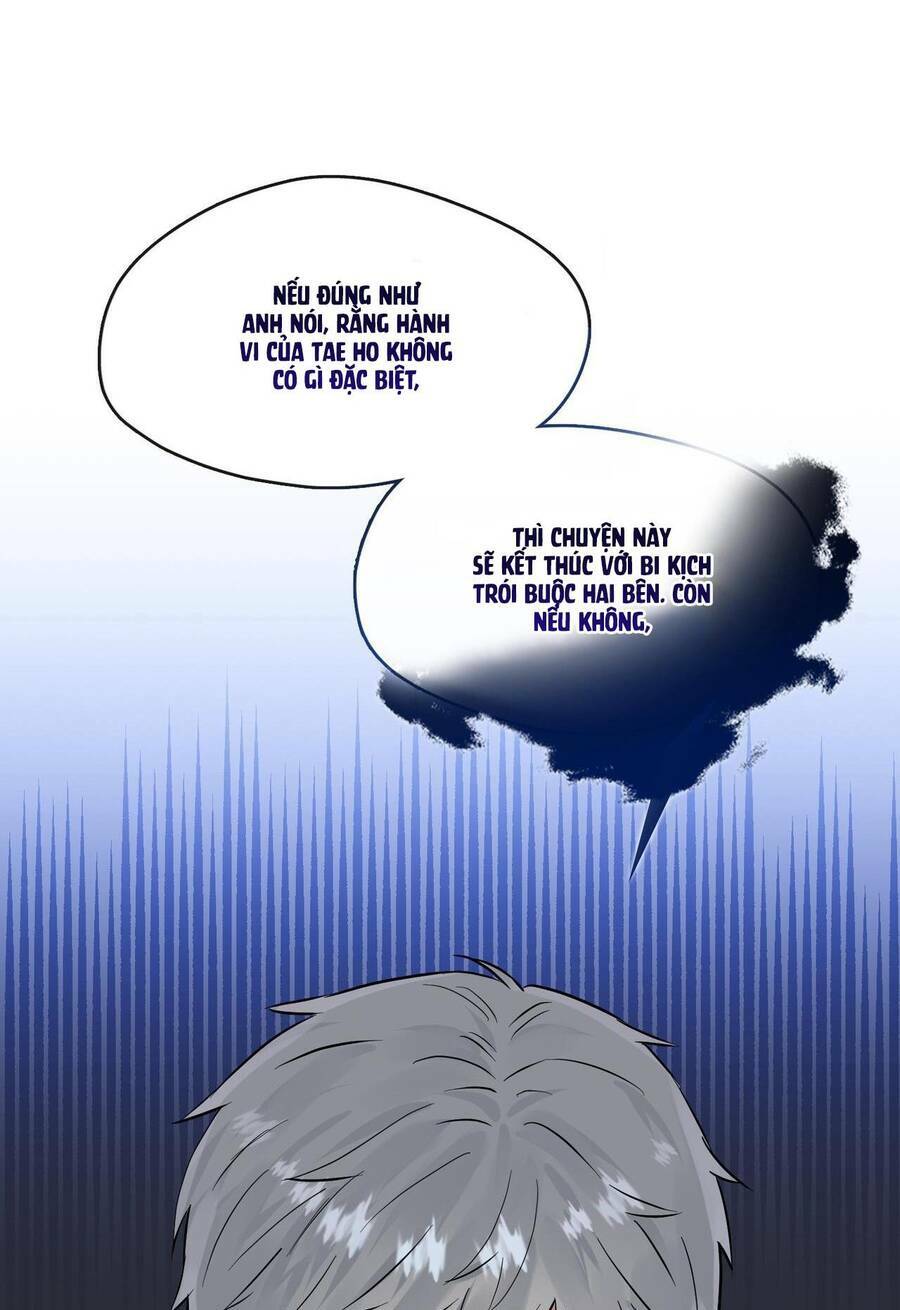 NẾU ĐÚNG NHƯ
ANH NÓI, RẰNG HÀNH
VI CỦA TAE HO KHÔNG
CÓ GÌ ĐẶC BIỆT,
THÌ CHUYỆN NÀY
SẼ KẾT THÚC VỚI BI KỊCH
TRÓI BUỘC HAI BÊN. CÒN
NẾU KHÔNG,